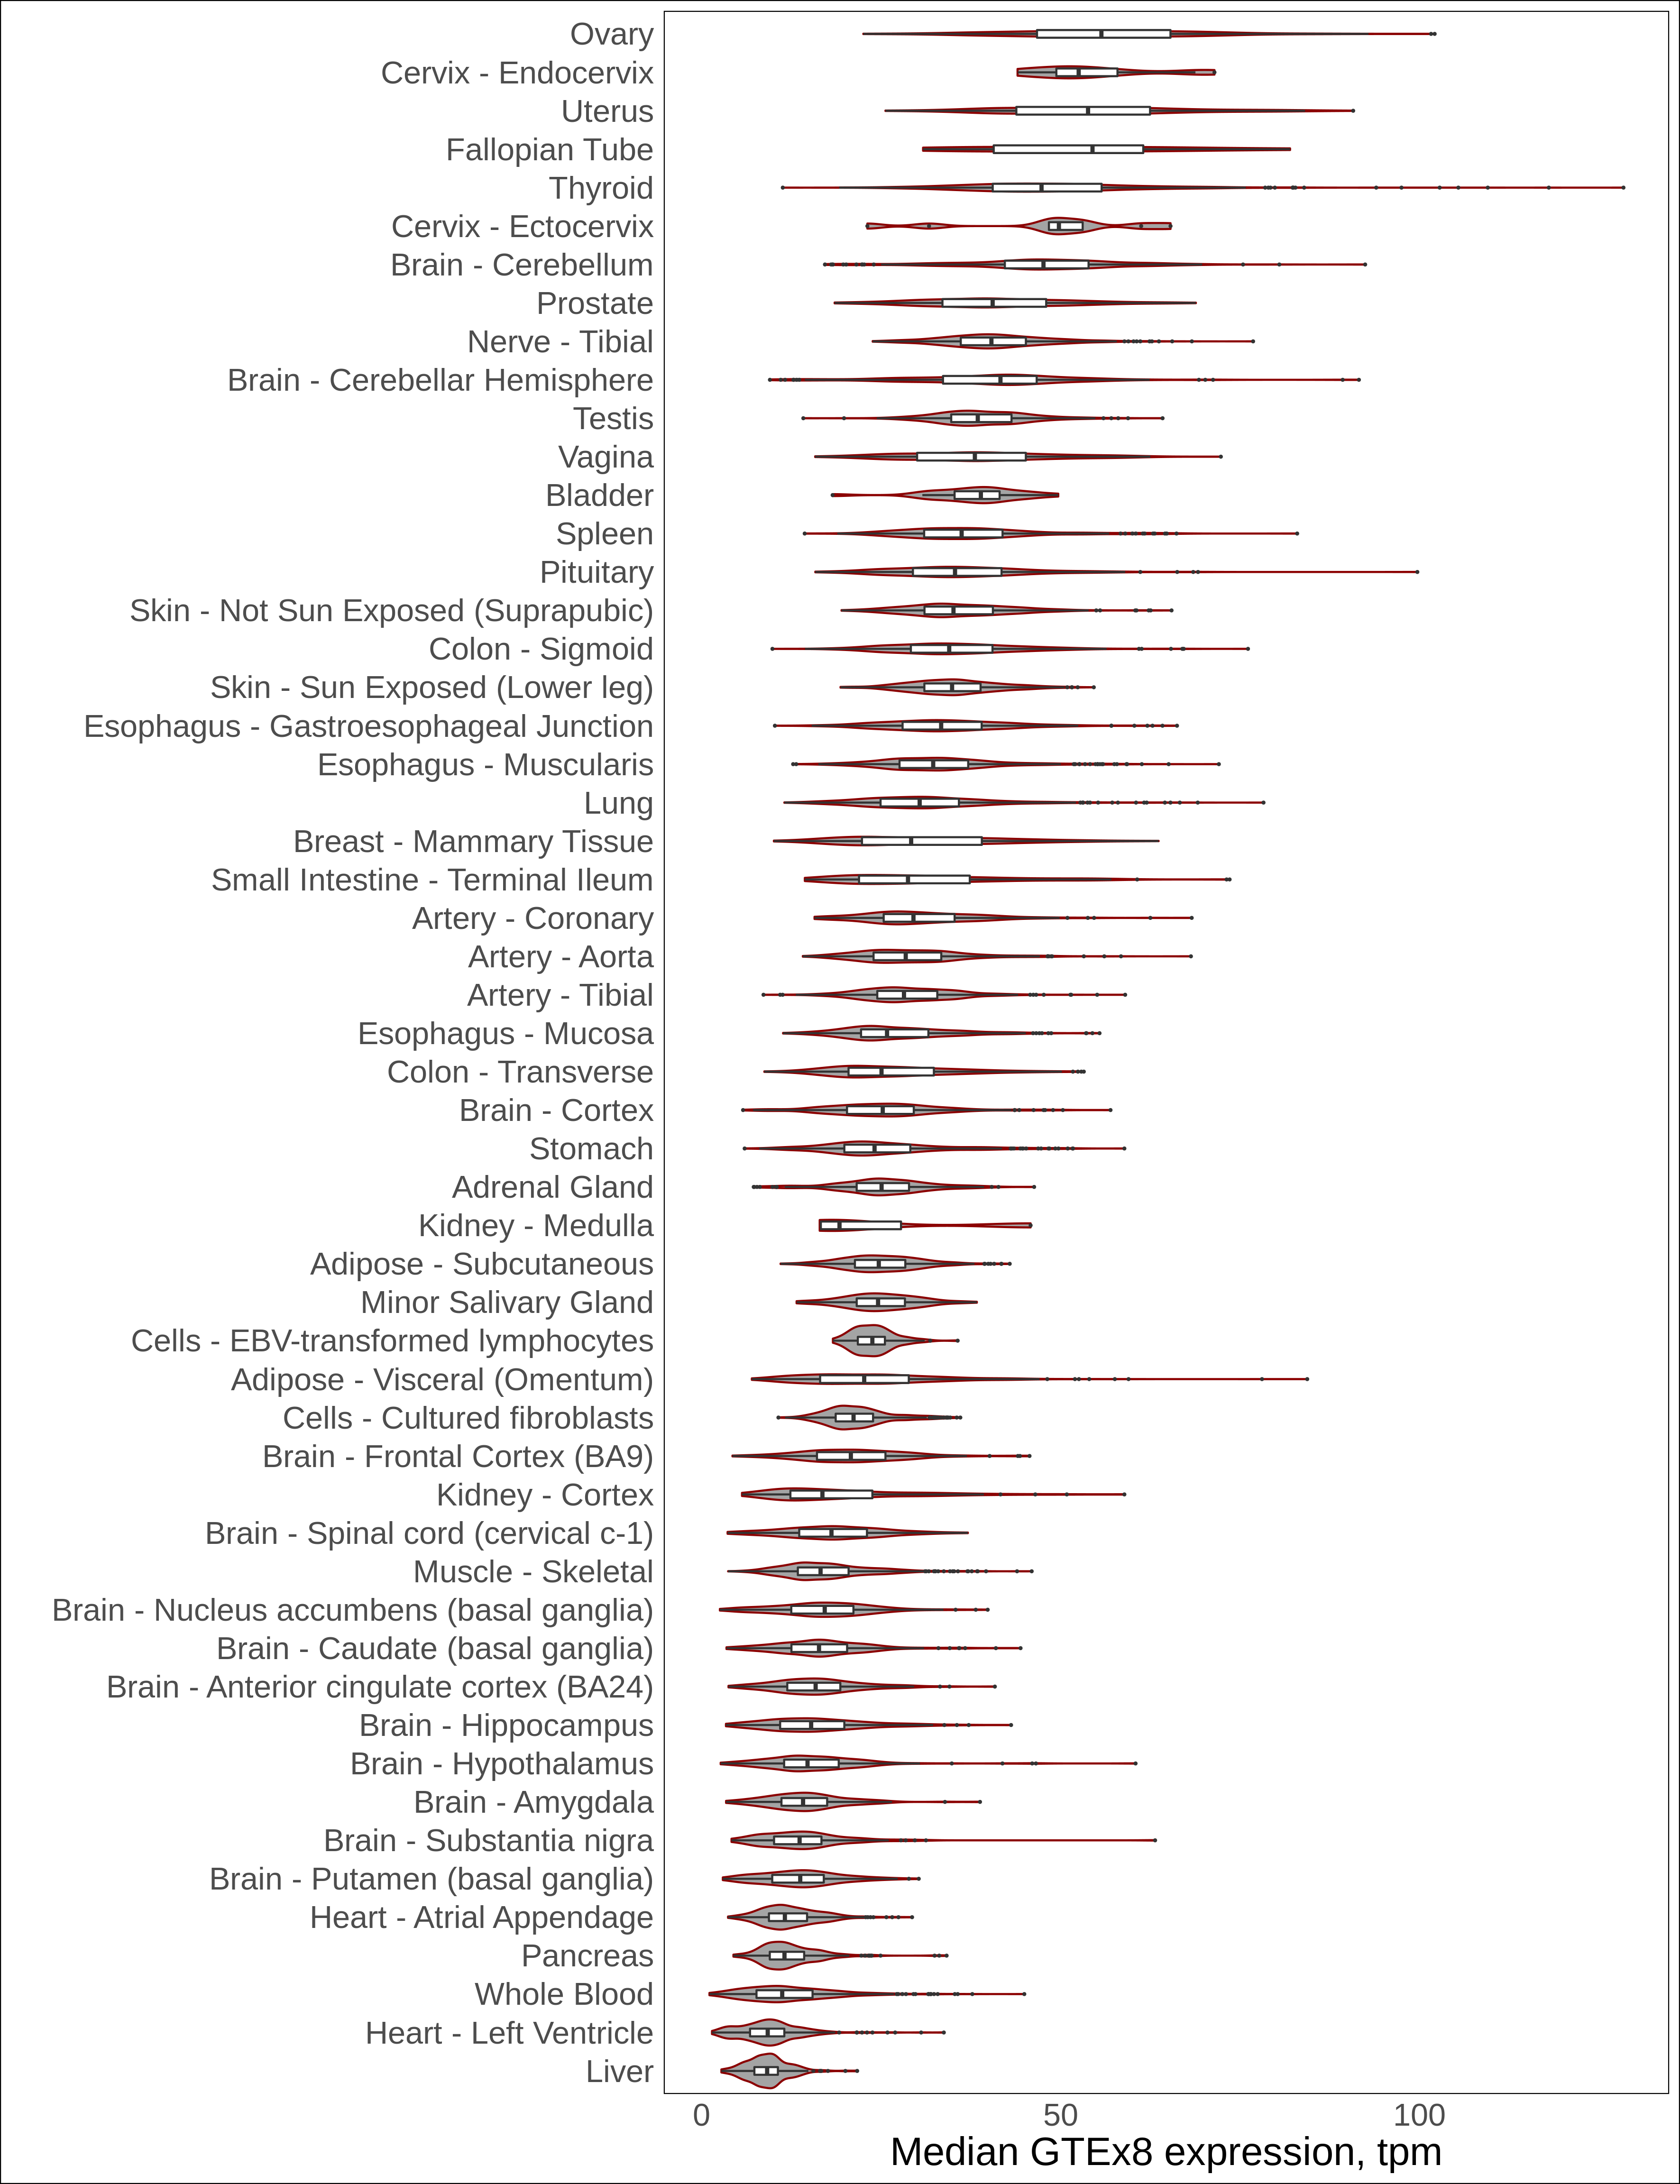 Ovary
Cervix - Endocervix
Uterus
Fallopian Tube
Thyroid
Cervix - Ectocervix
Brain - Cerebellum
Prostate
Nerve - Tibial
Brain - Cerebellar Hemisphere
Testis
Vagina
Bladder
Spleen
Pituitary
Skin - Not Sun Exposed (Suprapubic)
Colon - Sigmoid
Skin - Sun Exposed (Lower leg)
Esophagus - Gastroesophageal Junction
Esophagus - Muscularis
Lung
Breast - Mammary Tissue
Small Intestine - Terminal Ileum
Artery - Coronary
Artery - Aorta
Artery - Tibial
Esophagus - Mucosa
Colon - Transverse
Brain - Cortex
Stomach
Adrenal Gland
Kidney - Medulla
Adipose - Subcutaneous
Minor Salivary Gland
Cells - EBV-transformed lymphocytes
Adipose - Visceral (Omentum)
Cells - Cultured fibroblasts
Brain - Frontal Cortex (BA9)
Kidney - Cortex
Brain - Spinal cord (cervical c-1)
Muscle - Skeletal
Brain - Nucleus accumbens (basal ganglia)
Brain - Caudate (basal ganglia)
Brain - Anterior cingulate cortex (BA24)
Brain - Hippocampus
Brain - Hypothalamus
Brain - Amygdala
Brain - Substantia nigra
Brain - Putamen (basal ganglia)
Heart - Atrial Appendage
Pancreas
Whole Blood
Heart - Left Ventricle
Liver
0 50 100
Median GTEx8 expression, tpm